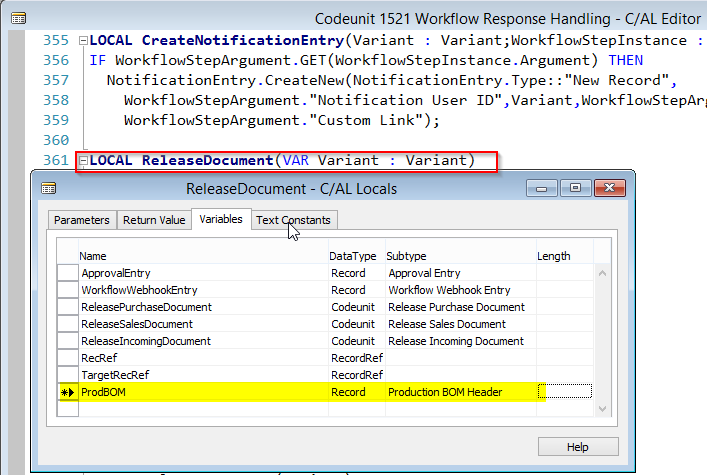 Codeunit 1521 Workflow Response Handling - C/AL Editor
355 LOCAL CreateNotificationEntry(Variant : Variant;WorkflowStepInstance :
356 IF WorkflowStepArgument.GET(WorkflowStepInstance.Argument) THEN
357 NotificationEntry.CreateNew(NotificationEntry.Type::"New Record",
358 WorkflowStepArgument."Notification User ID",Variant,WorkflowStepArg
359 WorkflowStepArgument."Custom Link");
360
361 LOCAL ReleaseDocument(VAR Variant : Variant)
ReleaseDocument - C/AL Locals
Parameters Return Value Variables Text Constants
Name DataType Subtype Length
ApprovalEntry Record Approval Entry
WorkflowWebhookEntry Record Workflow Webhook Entry
ReleasePurchaseDocument Codeunit Release Purchase Document
ReleaseSalesDocument Codeunit Release Sales Document
ReleaseIncomingDocument Codeunit Release Incoming Document
RecRef RecordRef
TargetRecRef RecordRef
ProdBOM Record Production BOM Header
Help